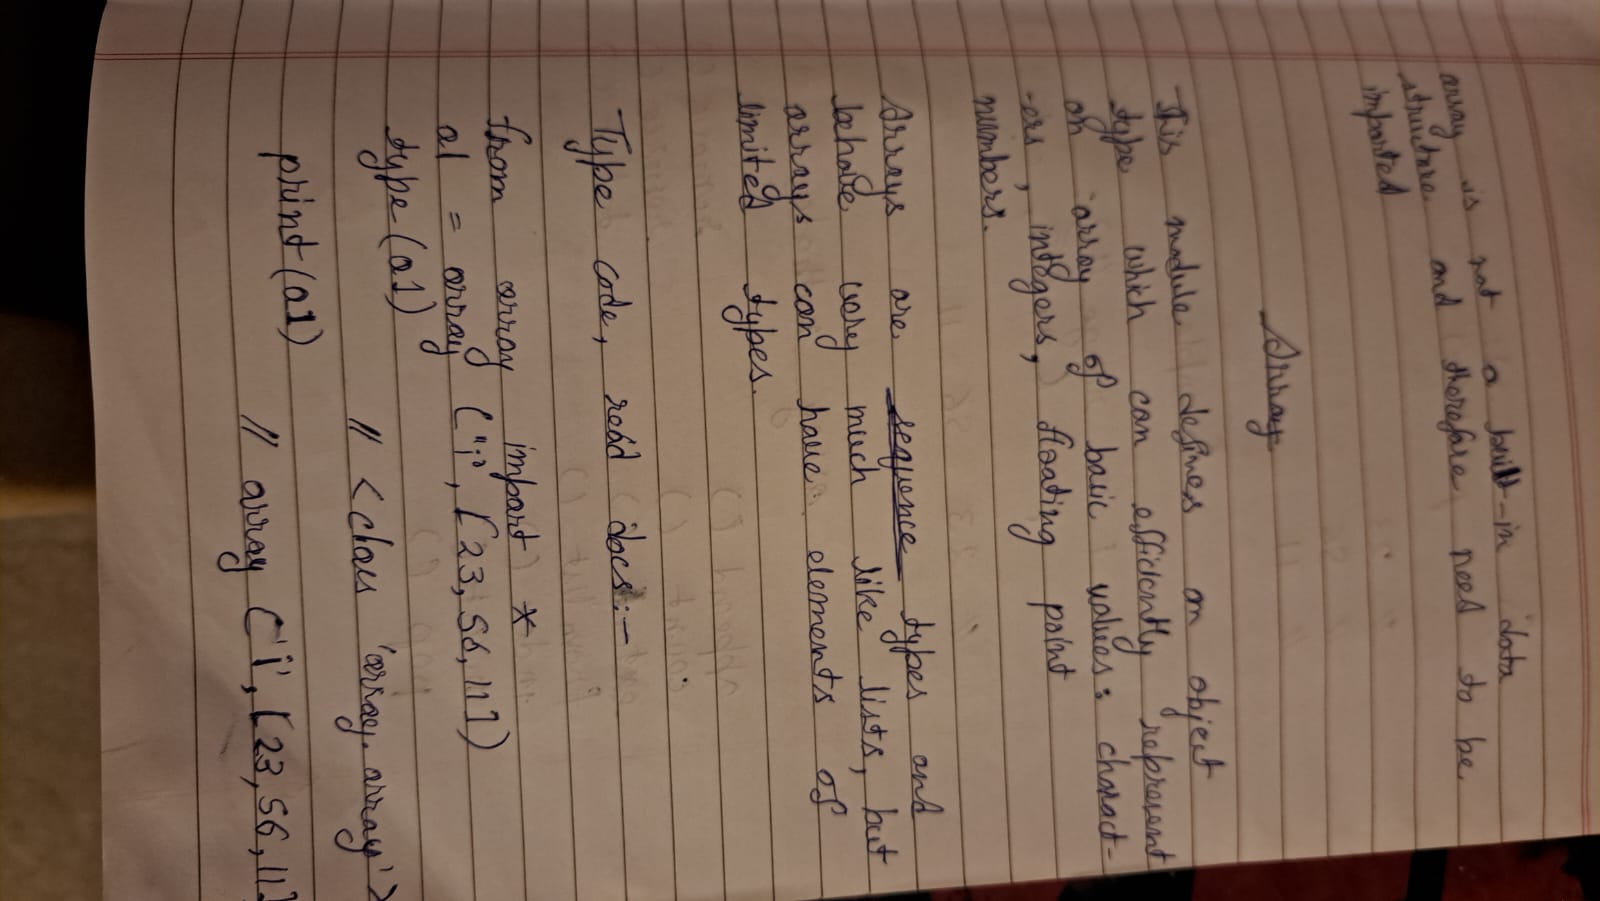 array is not a built-in data
structure and therefore need to be
imported
Array
This module defines an object
type which can efficiently represent
an array of basic values: charact-
-ers, integers, floating point
numbers.
Arrays are sequence types and
behave very much like lists, but
arrays can have elements of
limited types.
Type code, read docs:-
from array import *
a1 = array ("i", [23, 56, 11])
type(a1)
// <class 'array.array'>
print(a1)
// array ('i', [23, 56, 11]